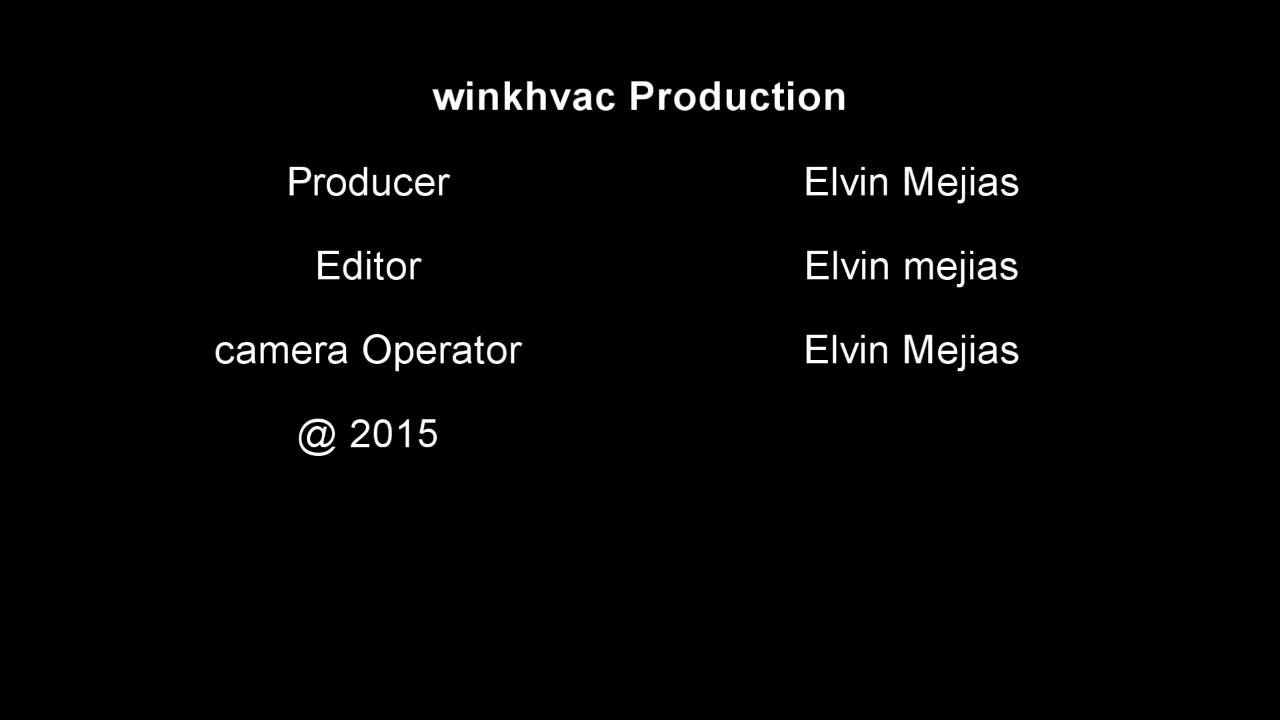 winkhvac Production
Producer Elvin Mejias
Editor Elvin mejias
camera Operator Elvin Mejias
@ 2015